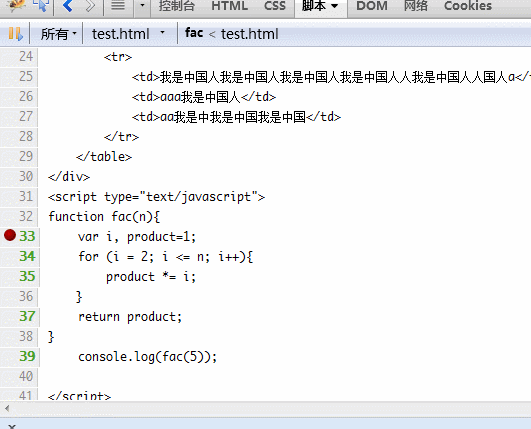 控制台 HTML CSS 脚本 DOM 网络 Cookies
所有 test.html fac < test.html
24 <tr>
25 <td>我是中国人我是中国人我是中国人我是中国人人我是中国人人国人a</t
26 <td>aaa我是中国人</td>
27 <td>aa我是中我是中国我是中国</td>
28 </tr>
29 </table>
30 </div>
31 <script type="text/javascript">
32 function fac(n){
33 var i, product=1;
34 for (i = 2; i <= n; i++){
35 product *= i;
36 }
37 return product;
38 }
39 console.log(fac(5));
40
41 </script>